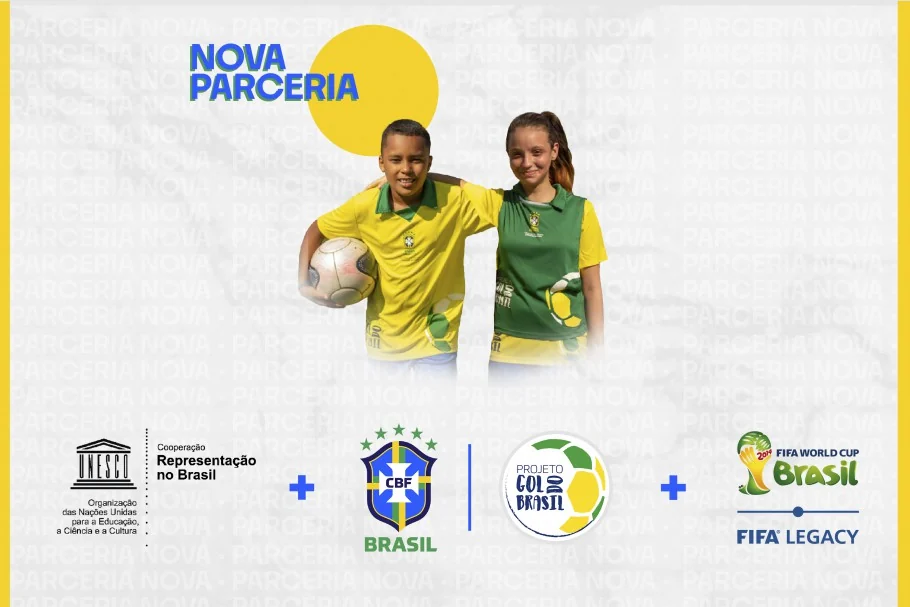 NOVA
PARCERIA
UNESCO
Organização
das Nações Unidas
para a Educação,
a Ciência e a Cultura
Cooperação
Representação
no Brasil
+
CBF
BRASIL
PROJETO
GOL DO
BRASIL
+
2014
FIFA WORLD CUP
Brasil
FIFA® LEGACY